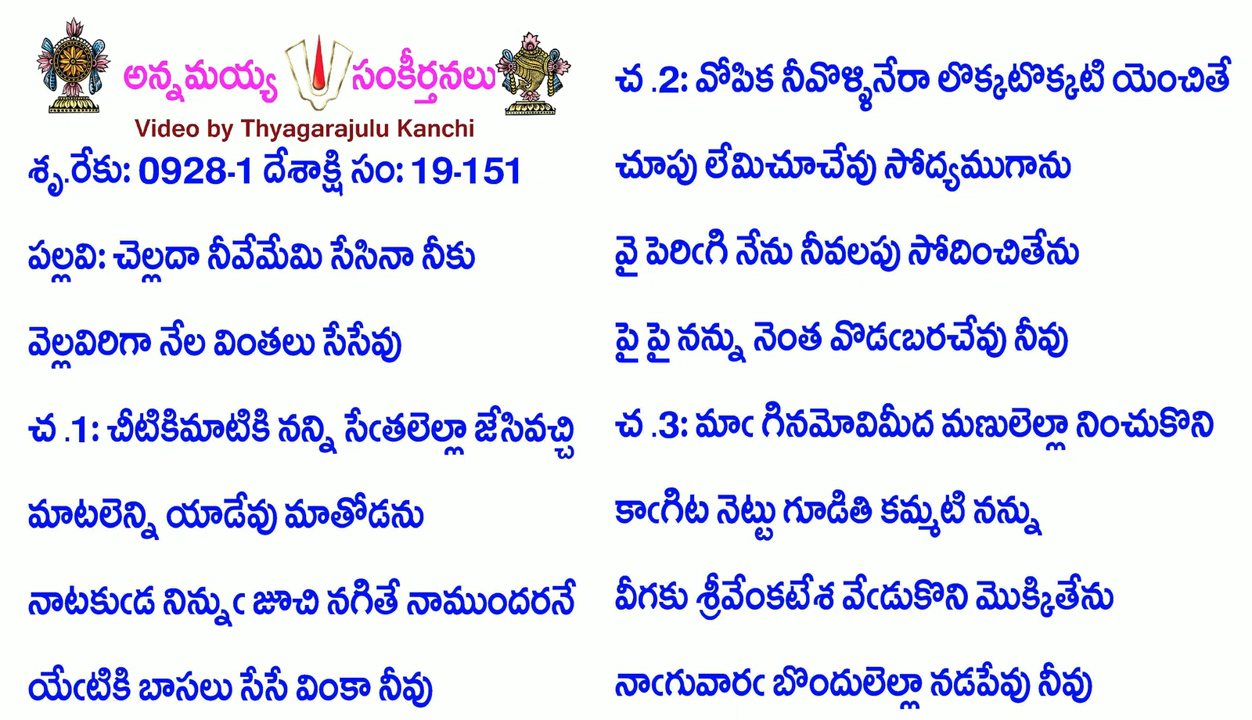 అన్నమయ్య సంకీర్తనలు
Video by Thyagarajulu Kanchi
శృ.రేకు: 0928-1 దేశాక్షి సం: 19-151
పల్లవి: చెల్లదా నీవేమేమి సేసినా నీకు
వెల్లవిరిగా నేల వింతలు సేసేవు
చ .1: చీటికిమాటికి నన్ని సేఁతలెల్లా జేసివచ్చి
మాటలెన్ని యాడేవు మాతోడను
నాటకుఁడ నిన్నుఁ జూచి నగితే నాముందరనే
యేఁటికి బాసలు సేసే వింకా నీవు
చ .2: వోపిక నీవొళ్ళినేరా లొక్కటొక్కటి యెంచితే
చూపు లేమిచూచేవు సోద్యముగాను
వై పెరిఁగి నేను నీవలపు సోదించితేను
పై పై నన్ను నెంత వొడఁబరచేవు నీవు
చ .3: మాఁ గినమోవిమీద మణులెల్లా నించుకొని
కాఁగిట నెట్టు గూడితి కమ్మటి నన్ను
వీగకు శ్రీవేంకటేశ వేఁడుకొని మొక్కితేను
నాఁగువారఁ బొందులెల్లా నడపేవు నీవు